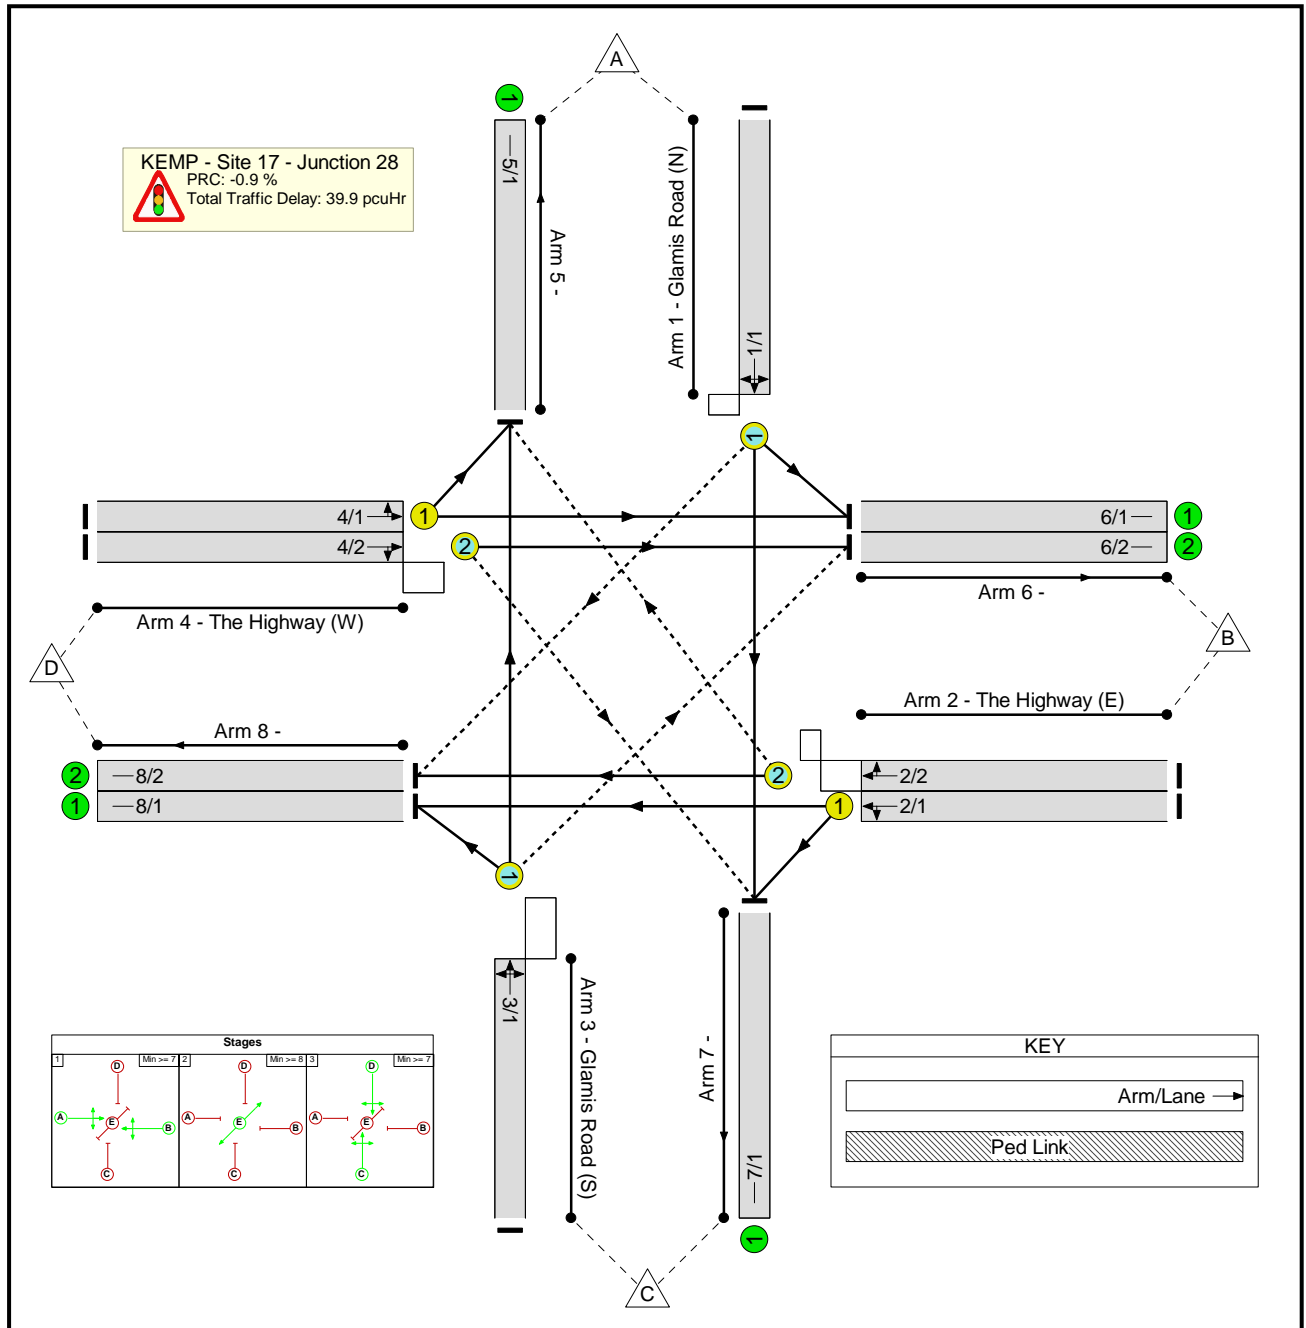 A
1
KEMP - Site 17 - Junction 28
PRC: -0.9 %
Total Traffic Delay: 39.9 pcuHr
5/1
Arm 5 -
Arm 1 - Glamis Road (N)
1/1
1
4/1
1
4/2
2
6/1
1
6/2
2
Arm 6 -
Arm 4 - The Highway (W)
D
B
Arm 2 - The Highway (E)
Arm 8 -
2
8/2
2
2/2
1
8/1
1
2/1
1
3/1
Arm 3 - Glamis Road (S)
Arm 7 -
7/1
1
C
Stages
1
Min >= 7
2
Min >= 8
3
Min >= 7
D
A
E
B
C
D
A
E
B
C
D
A
E
B
C
KEY
Arm/Lane
Ped Link